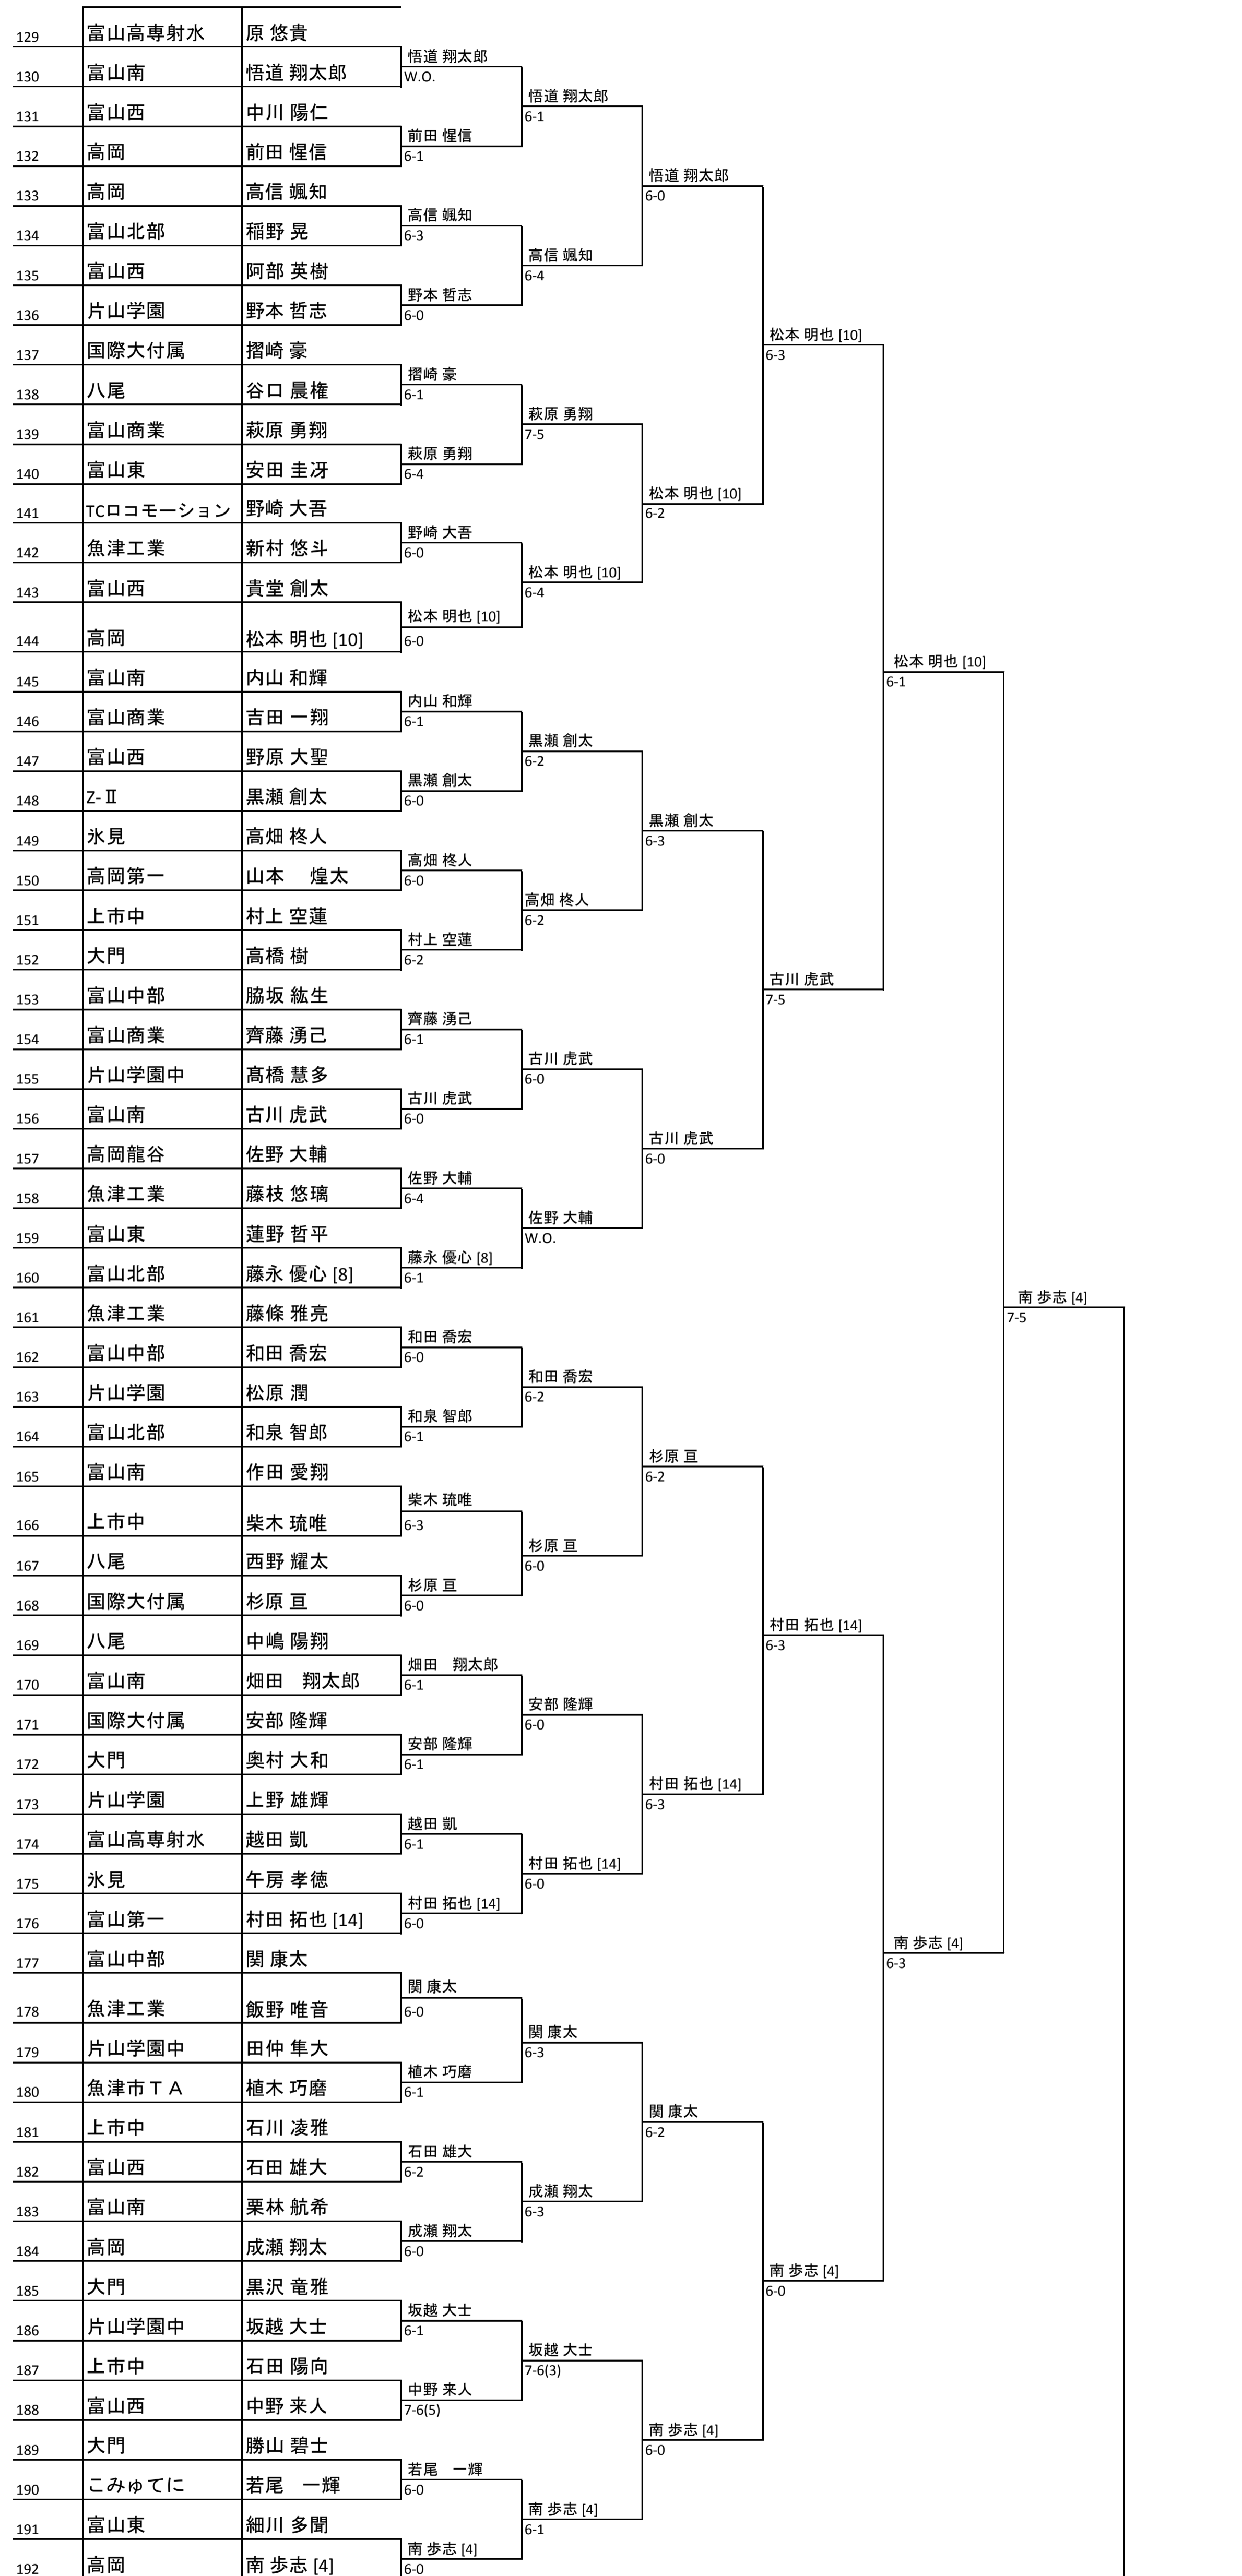 129 富山高専射水 原 悠貴
悟道 翔太郎
130 富山南 悟道 翔太郎 W.O.
悟道 翔太郎
131 富山西 中川 陽仁 6-1
前田 惺信
132 高岡 前田 惺信 6-1
悟道 翔太郎
133 高岡 高信 颯知 6-0
高信 颯知
134 富山北部 稲野 晃 6-3
高信 颯知
135 富山西 阿部 英樹 6-4
野本 哲志
136 片山学園 野本 哲志 6-0
松本 明也 [10]
137 国際大付属 摺崎 豪 6-3
摺崎 豪
138 八尾 谷口 晨権 6-1
萩原 勇翔
139 富山商業 萩原 勇翔 7-5
萩原 勇翔
140 富山東 安田 圭冴 6-4
松本 明也 [10]
141 TCロコモーション 野崎 大吾 6-2
野崎 大吾
142 魚津工業 新村 悠斗 6-0
松本 明也 [10]
143 富山西 貴堂 創太 6-4
松本 明也 [10]
144 高岡 松本 明也 [10] 6-0
松本 明也 [10]
145 富山南 内山 和輝 6-1
内山 和輝
146 富山商業 吉田 一翔 6-1
黒瀬 創太
147 富山西 野原 大聖 6-2
黒瀬 創太
148 Z-Ⅱ 黒瀬 創太 6-0
黒瀬 創太
149 氷見 高畑 柊人 6-3
高畑 柊人
150 高岡第一 山本 煌太 6-0
高畑 柊人
151 上市中 村上 空蓮 6-2
村上 空蓮
152 大門 高橋 樹 6-2
古川 虎武
153 富山中部 脇坂 紘生 7-5
齊藤 湧己
154 富山商業 齊藤 湧己 6-1
古川 虎武
155 片山学園中 髙橋 慧多 6-0
古川 虎武
156 富山南 古川 虎武 6-0
古川 虎武
157 高岡龍谷 佐野 大輔 6-0
佐野 大輔
158 魚津工業 藤枝 悠璃 6-4
佐野 大輔
159 富山東 蓮野 哲平 W.O.
藤永 優心 [8]
160 富山北部 藤永 優心 [8] 6-1
南 歩志 [4]
161 魚津工業 藤條 雅亮 7-5
和田 喬宏
162 富山中部 和田 喬宏 6-0
和田 喬宏
163 片山学園 松原 潤 6-2
和泉 智郎
164 富山北部 和泉 智郎 6-1
杉原 亘
165 富山南 作田 愛翔 6-2
柴木 琉唯
166 上市中 柴木 琉唯 6-3
杉原 亘
167 八尾 西野 耀太 6-0
杉原 亘
168 国際大付属 杉原 亘 6-0
村田 拓也 [14]
169 八尾 中嶋 陽翔 6-3
畑田 翔太郎
170 富山南 畑田 翔太郎 6-1
安部 隆輝
171 国際大付属 安部 隆輝 6-0
安部 隆輝
172 大門 奥村 大和 6-1
村田 拓也 [14]
173 片山学園 上野 雄輝 6-3
越田 凱
174 富山高専射水 越田 凱 6-1
村田 拓也 [14]
175 氷見 午房 孝徳 6-0
村田 拓也 [14]
176 富山第一 村田 拓也 [14] 6-0
南 歩志 [4]
177 富山中部 関 康太 6-3
関 康太
178 魚津工業 飯野 唯音 6-0
関 康太
179 片山学園中 田仲 隼大 6-3
植木 巧磨
180 魚津市ＴＡ 植木 巧磨 6-1
関 康太
181 上市中 石川 凌雅 6-2
石田 雄大
182 富山西 石田 雄大 6-2
成瀬 翔太
183 富山南 栗林 航希 6-3
成瀬 翔太
184 高岡 成瀬 翔太 6-0
南 歩志 [4]
185 大門 黒沢 竜雅 6-0
坂越 大士
186 片山学園中 坂越 大士 6-1
坂越 大士
187 上市中 石田 陽向 7-6(3)
中野 来人
188 富山西 中野 来人 7-6(5)
南 歩志 [4]
189 大門 勝山 碧士 6-0
若尾 一輝
190 こみゅてに 若尾 一輝 6-0
南 歩志 [4]
191 富山東 細川 多聞 6-1
南 歩志 [4]
192 高岡 南 歩志 [4] 6-0